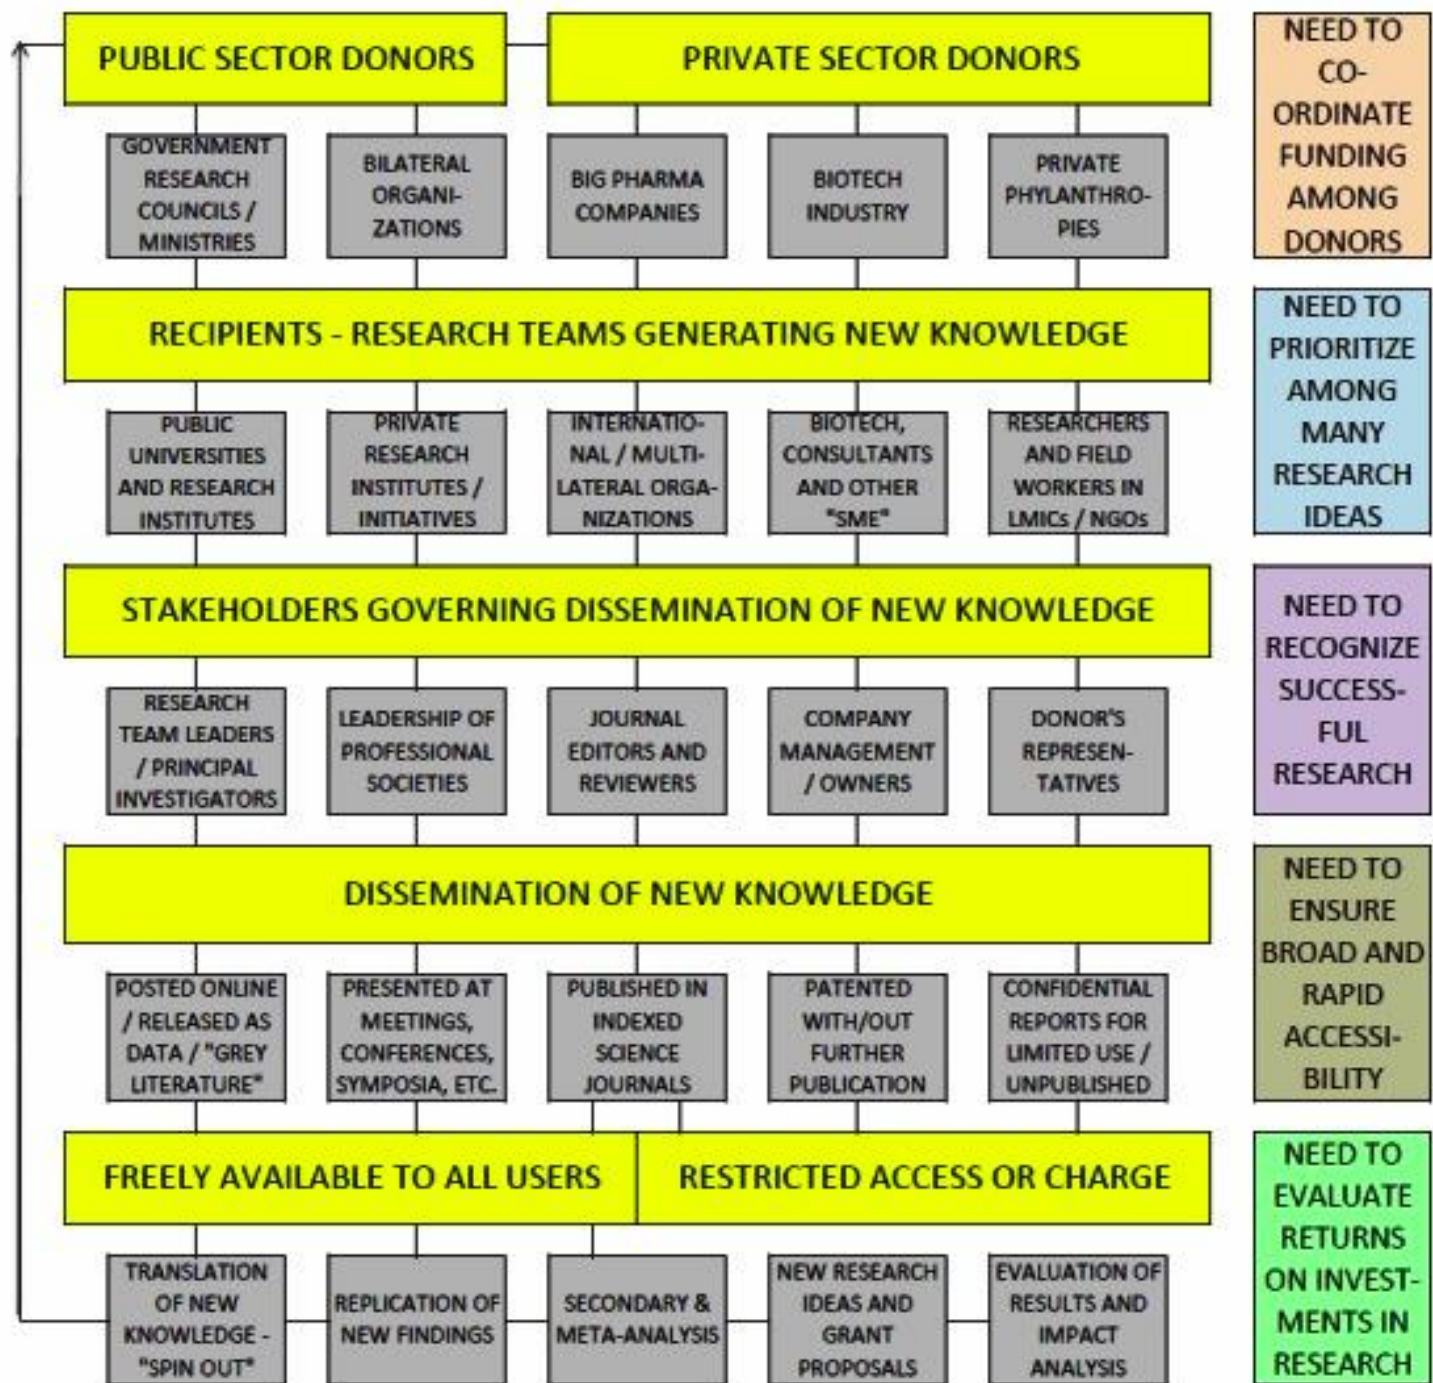 PUBLIC SECTOR DONORS
PRIVATE SECTOR DONORS
NEED TO
CO-
ORDINATE
FUNDING
AMONG
DONORS
GOVERNMENT
RESEARCH
COUNCILS /
MINISTRIES
BILATERAL
ORGANI-
ZATIONS
BIG PHARMA
COMPANIES
BIOTECH
INDUSTRY
PRIVATE
PHYLANTHRO-
PIES
RECIPIENTS - RESEARCH TEAMS GENERATING NEW KNOWLEDGE
NEED TO
PRIORITIZE
AMONG
MANY
RESEARCH
IDEAS
PUBLIC
UNIVERSITIES
AND RESEARCH
INSTITUTES
PRIVATE
RESEARCH
INSTITUTES /
INITIATIVES
INTERNATIO-
NAL / MULTI-
LATERAL ORGA-
NIZATIONS
BIOTECH,
CONSULTANTS
AND OTHER
"SME"
RESEARCHERS
AND FIELD
WORKERS IN
LMICs / NGOs
STAKEHOLDERS GOVERNING DISSEMINATION OF NEW KNOWLEDGE
NEED TO
RECOGNIZE
SUCCESS-
FUL
RESEARCH
RESEARCH
TEAM LEADERS
/ PRINCIPAL
INVESTIGATORS
LEADERSHIP OF
PROFESSIONAL
SOCIETIES
JOURNAL
EDITORS AND
REVIEWERS
COMPANY
MANAGEMENT
/ OWNERS
DONOR'S
REPRESEN-
TATIVES
DISSEMINATION OF NEW KNOWLEDGE
NEED TO
ENSURE
BROAD AND
RAPID
ACCESSI-
BILITY
POSTED ONLINE
/ RELEASED AS
DATA / "GREY
LITERATURE"
PRESENTED AT
MEETINGS,
CONFERENCES,
SYMPOSIA, ETC.
PUBLISHED IN
INDEXED
SCIENCE
JOURNALS
PATENTED
WITH/OUT
FURTHER
PUBLICATION
CONFIDENTIAL
REPORTS FOR
LIMITED USE /
UNPUBLISHED
FREELY AVAILABLE TO ALL USERS
RESTRICTED ACCESS OR CHARGE
NEED TO
EVALUATE
RETURNS
ON INVEST-
MENTS IN
RESEARCH
TRANSLATION
OF NEW
KNOWLEDGE -
"SPIN OUT"
REPLICATION OF
NEW FINDINGS
SECONDARY &
META-ANALYSIS
NEW RESEARCH
IDEAS AND
GRANT
PROPOSALS
EVALUATION OF
RESULTS AND
IMPACT
ANALYSIS